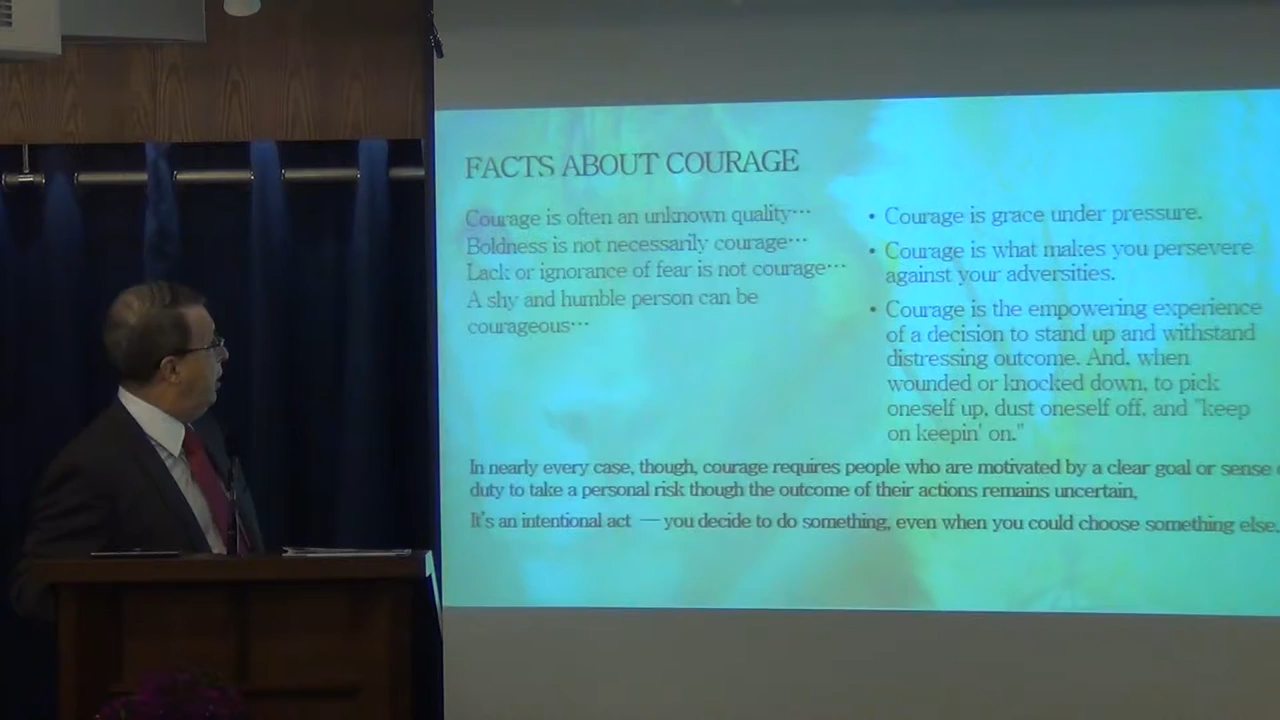 FACTS ABOUT COURAGE
Courage is often an unknown quality…
Boldness is not necessarily courage…
Lack or ignorance of fear is not courage…
A shy and humble person can be
courageous…
• Courage is grace under pressure.
• Courage is what makes you persevere
against your adversities.
• Courage is the empowering experience
of a decision to stand up and withstand
distressing outcome. And, when
wounded or knocked down, to pick
oneself up, dust oneself off, and "keep
on keepin' on."
In nearly every case, though, courage requires people who are motivated by a clear goal or sense
duty to take a personal risk though the outcome of their actions remains uncertain,
It's an intentional act — you decide to do something, even when you could choose something else.